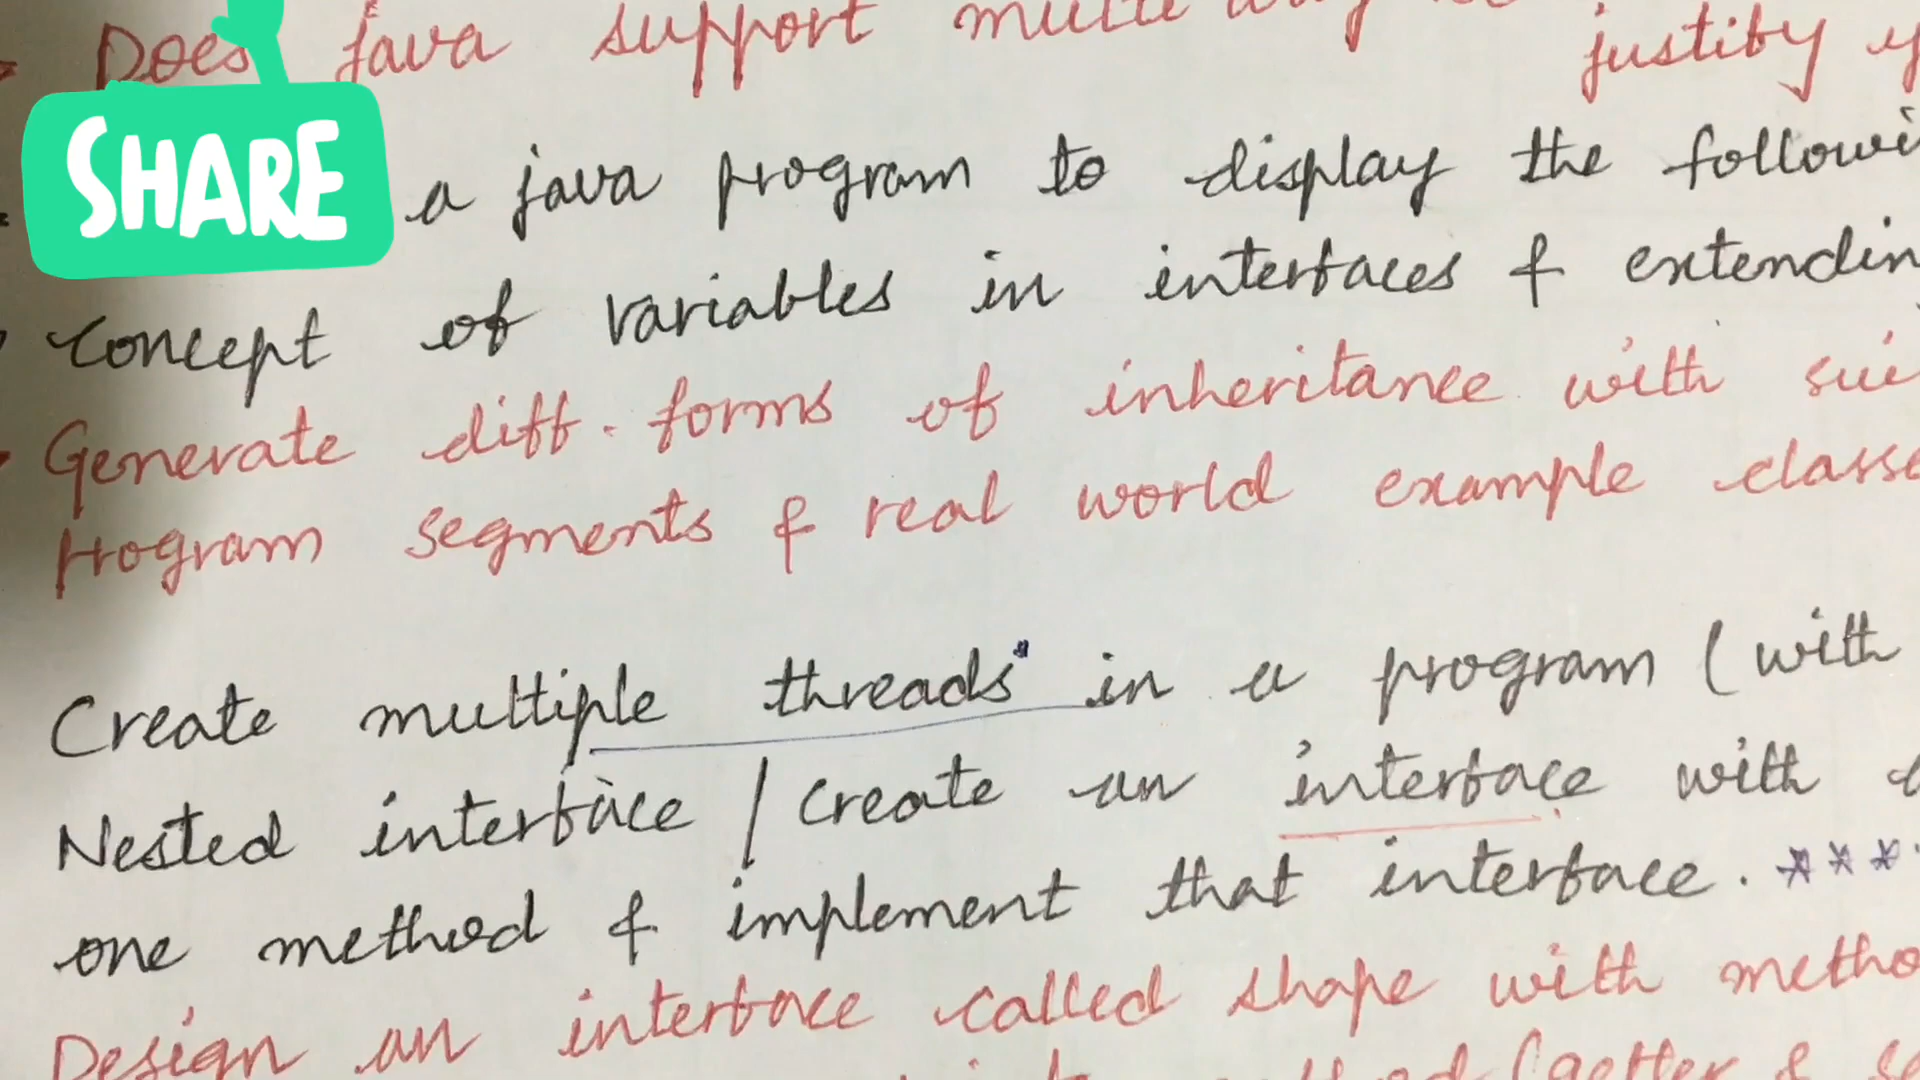 Does java support
justify
SHARE
a java program to display the followi
concept of variables in interfaces & extendin
Generate diff. forms of inheritance with sui
program segments & real world example classe
Create multiple threads in a program (with
Nested interface / create an interface with
one method & implement that interface. ***
Design an interface called shape with metho